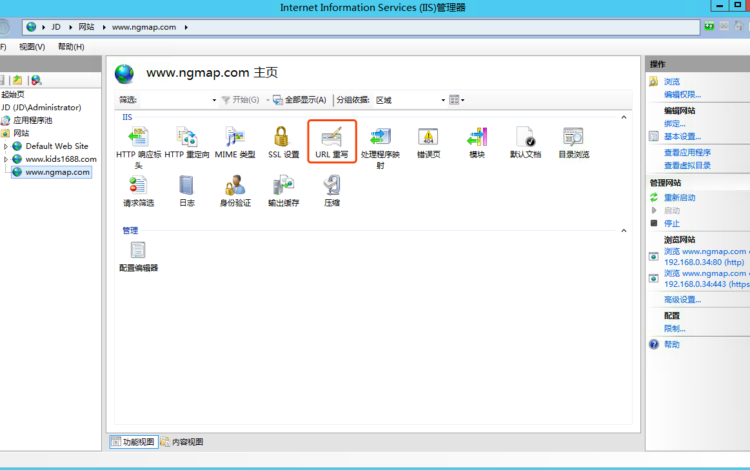 Internet Information Services (IIS)管理器
JD 网站 www.ngmap.com
F) 视图(V) 帮助(H)
起始页
JD (JD\Administrator)
应用程序池
网站
Default Web Site
www.kids1688.com
www.ngmap.com
www.ngmap.com 主页
筛选: 开始(G) 全部显示(A) 分组依据: 区域
IIS
HTTP 响应标头 HTTP 重定向 MIME 类型 SSL 设置 URL 重写 处理程序映射 错误页 模块 默认文档 目录浏览
404
请求筛选 日志 身份验证 输出缓存 压缩
管理
配置编辑器
功能视图 内容视图
操作
浏览
编辑权限...
编辑网站
绑定...
基本设置...
查看应用程序
查看虚拟目录
管理网站
重新启动
启动
停止
浏览网站
浏览 www.ngmap.com
192.168.0.34:80 (http)
浏览 www.ngmap.com
192.168.0.34:443 (https
高级设置...
配置
限制...
帮助